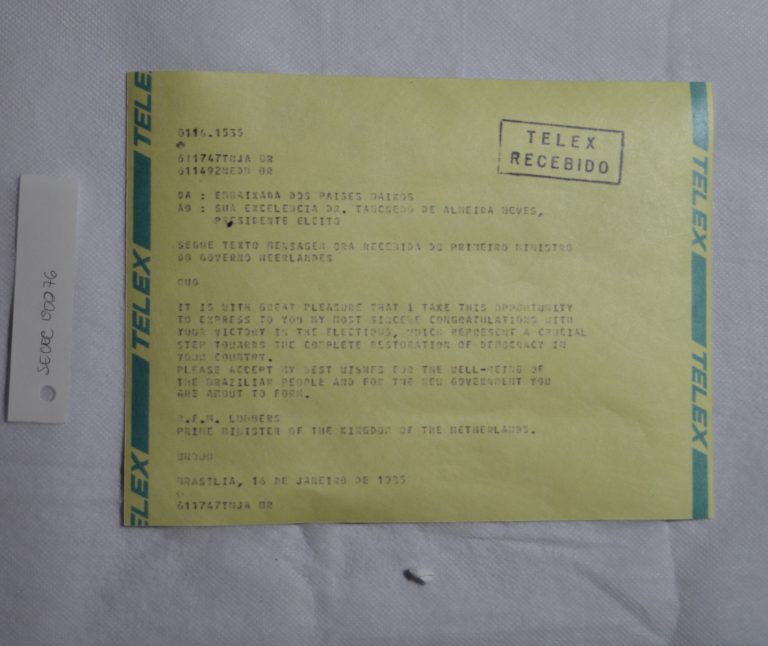 TELEX
TELEX
TELEX
TELEX
0116.1535
TELEX
RECEBIDO
611747TNJA BR
611492NEDB BR
DA : EMBAIXADA DOS PAISES BAIXOS
AO : SUA EXCELENCIA DR. TANCREDO DE ALMEIDA NEVES,
PRESIDENTE ELEITO
SEGUE TEXTO MENSAGEM ORA RECEBIDA DO PRIMEIRO MINISTRO
DO GOVERNO NEERLANDES
QUO
IT IS WITH GREAT PLEASURE THAT I TAKE THIS OPPORTUNITY
TO EXPRESS TO YOU MY MOST SINCERE CONGRATULATIONS WITH
YOUR VICTORY IN THE ELECTIONS, WHICH REPRESENT A CRUCIAL
STEP TOWARDS THE COMPLETE RESTORATION OF DEMOCRACY IN
YOUR COUNTRY.
PLEASE ACCEPT MY BEST WISHES FOR THE WELL-BEING OF
THE BRAZILIAN PEOPLE AND FOR THE NEW GOVERNMENT YOU
ARE ABOUT TO FORM.
R.F.M. LUBBERS
PRIME MINISTER OF THE KINGDOM OF THE NETHERLANDS.
UNQUO
BRASILIA, 16 DE JANEIRO DE 1985
611747TNJA BR
TELEX
TELEX